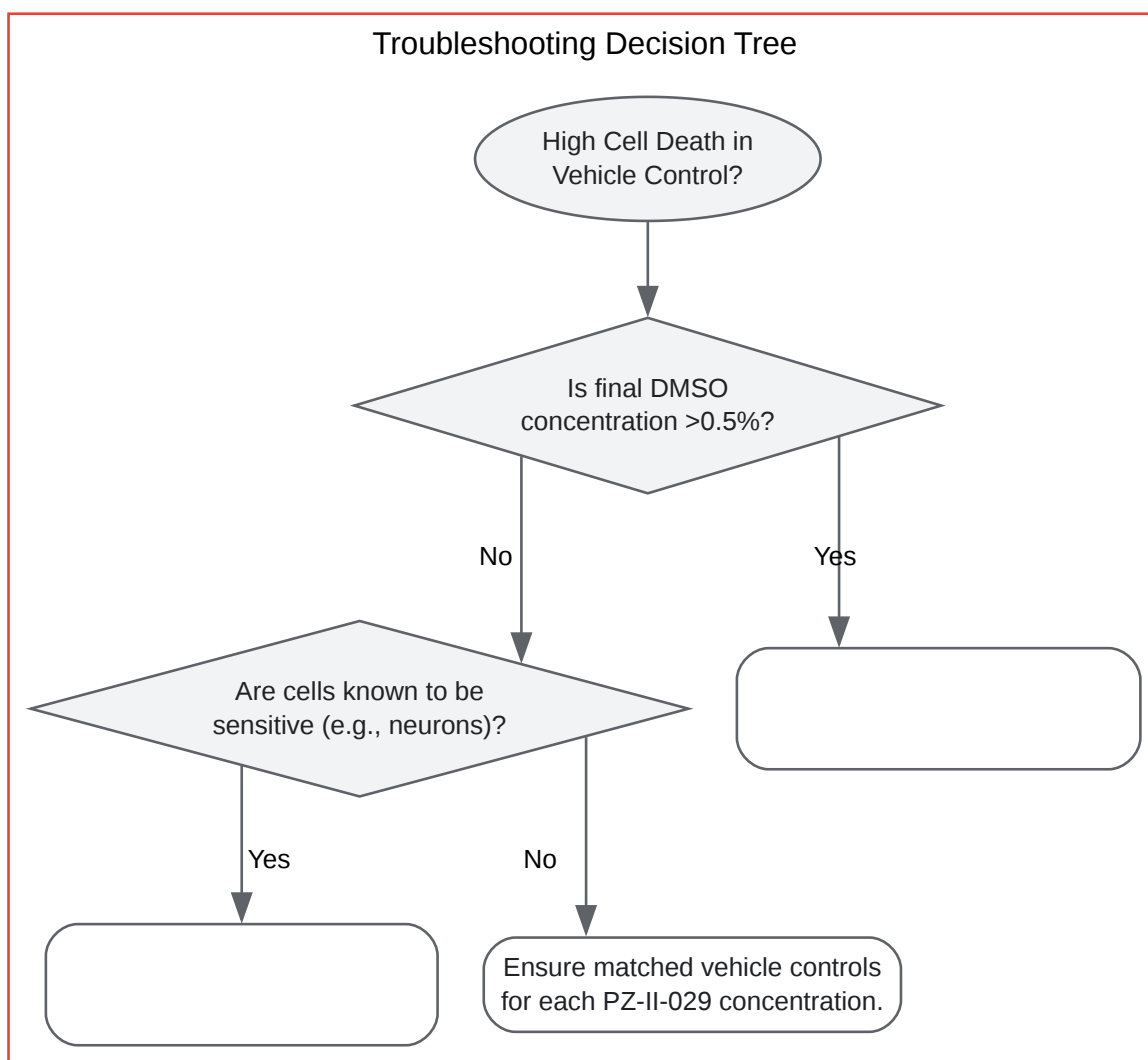 Troubleshooting Decision Tree
High Cell Death in
Vehicle Control?
Is final DMSO
concentration >0.5%?
No
Yes
Are cells known to be
sensitive (e.g., neurons)?
Yes
No
Ensure matched vehicle controls
for each PZ-II-029 concentration.